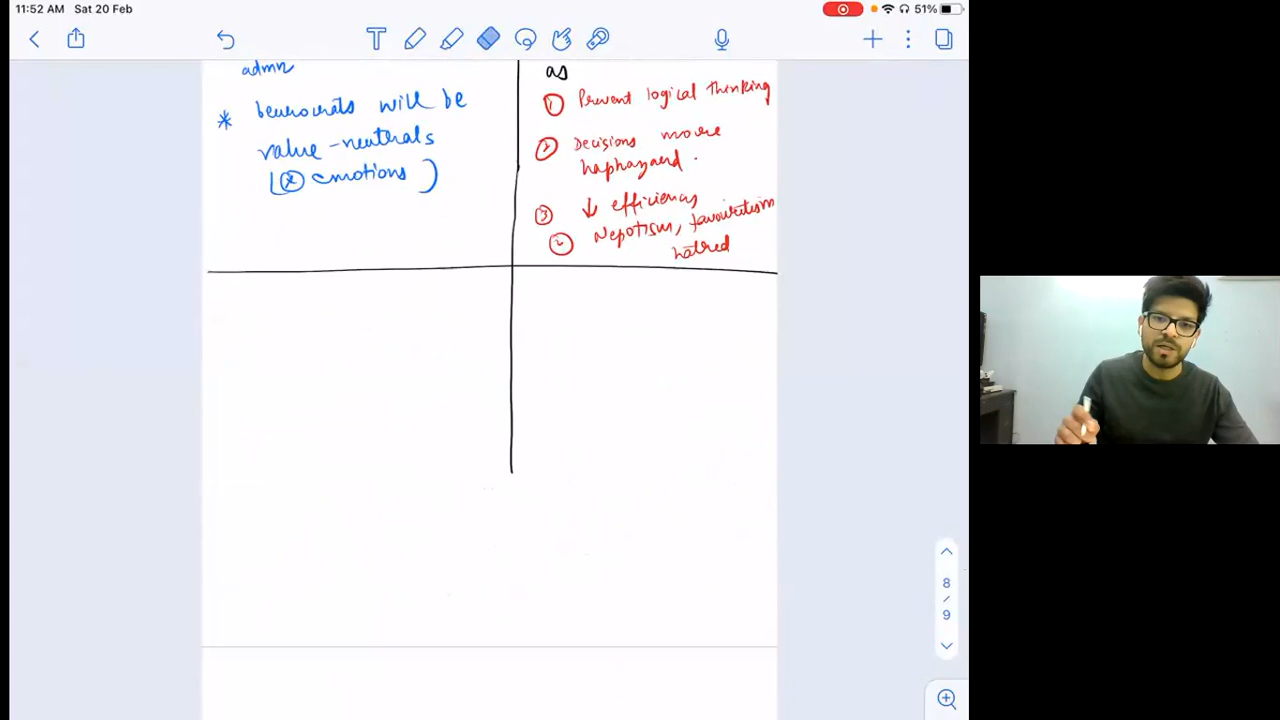 11:52 AM Sat 20 Feb
51%
admn
* beurocrats will be
value-neutrals
(x emotions)
as
1 Prevent logical thinking
2 Decisions more
haphazard.
3 ↓ efficiency
2 Nepotism, favouritism
hatred
8
/
9